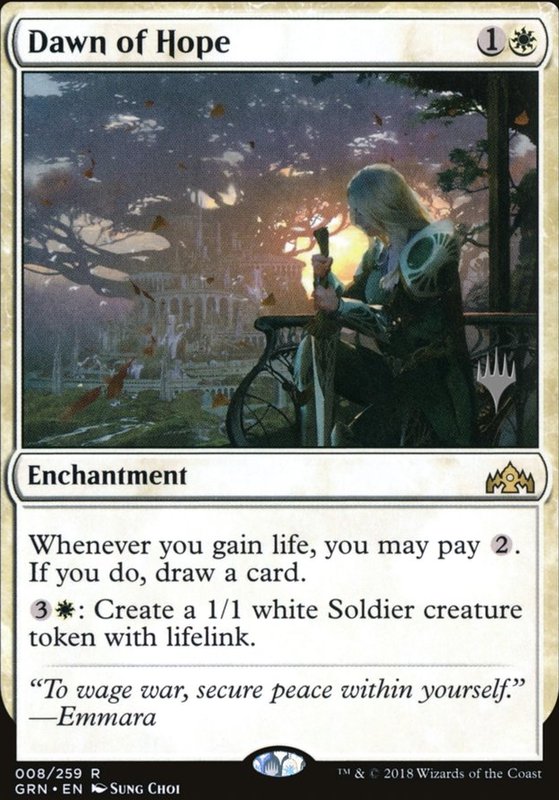 Dawn of Hope 1
Enchantment
Whenever you gain life, you may pay 2.
If you do, draw a card.
3: Create a 1/1 white Soldier creature
token with lifelink.
“To wage war, secure peace within yourself.”
—Emmara
008/259 R ™ & © 2018 Wizards of the Coast
GRN • EN Sung Choi